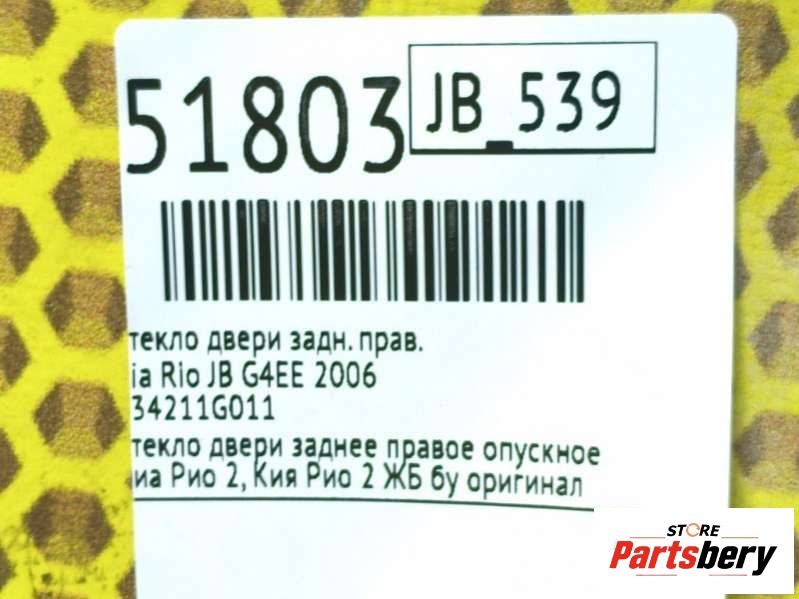 51803
JB_539
текло двери задн. прав.
ia Rio JB G4EE 2006
34211G011
текло двери заднее правое опускное
иа Рио 2, Кия Рио 2 ЖБ бу оригинал
STORE
Partsbery